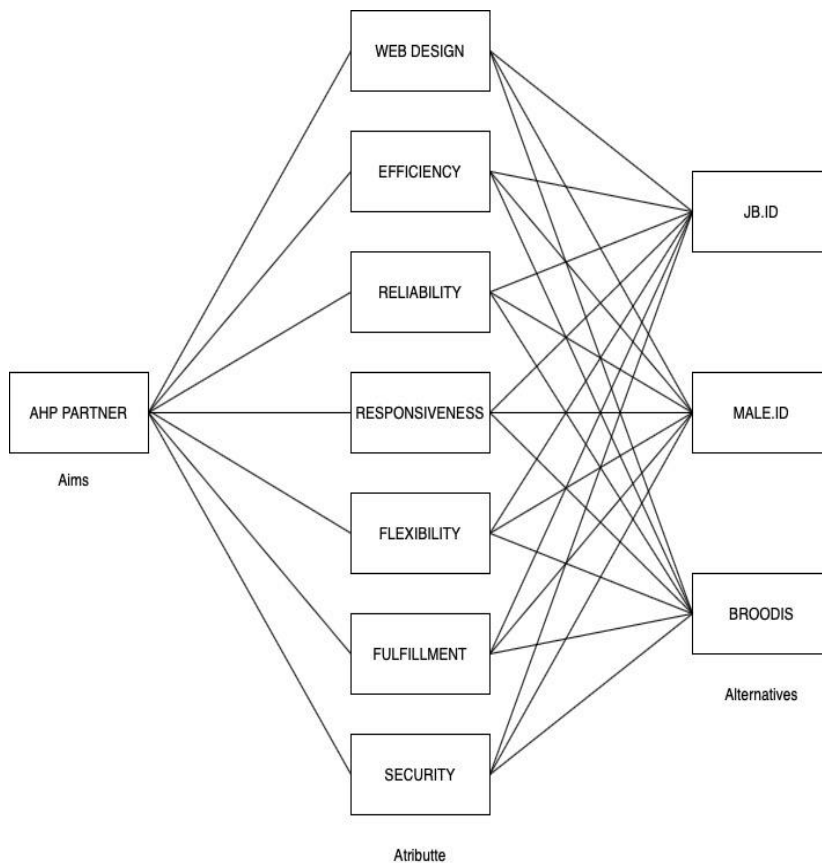 WEB DESIGN
EFFICIENCY
RELIABILITY
RESPONSIVENESS
FLEXIBILITY
FULFILLMENT
SECURITY
Atributte
AHP PARTNER
Aims
JB.ID
MALE.ID
BROODIS
Alternatives